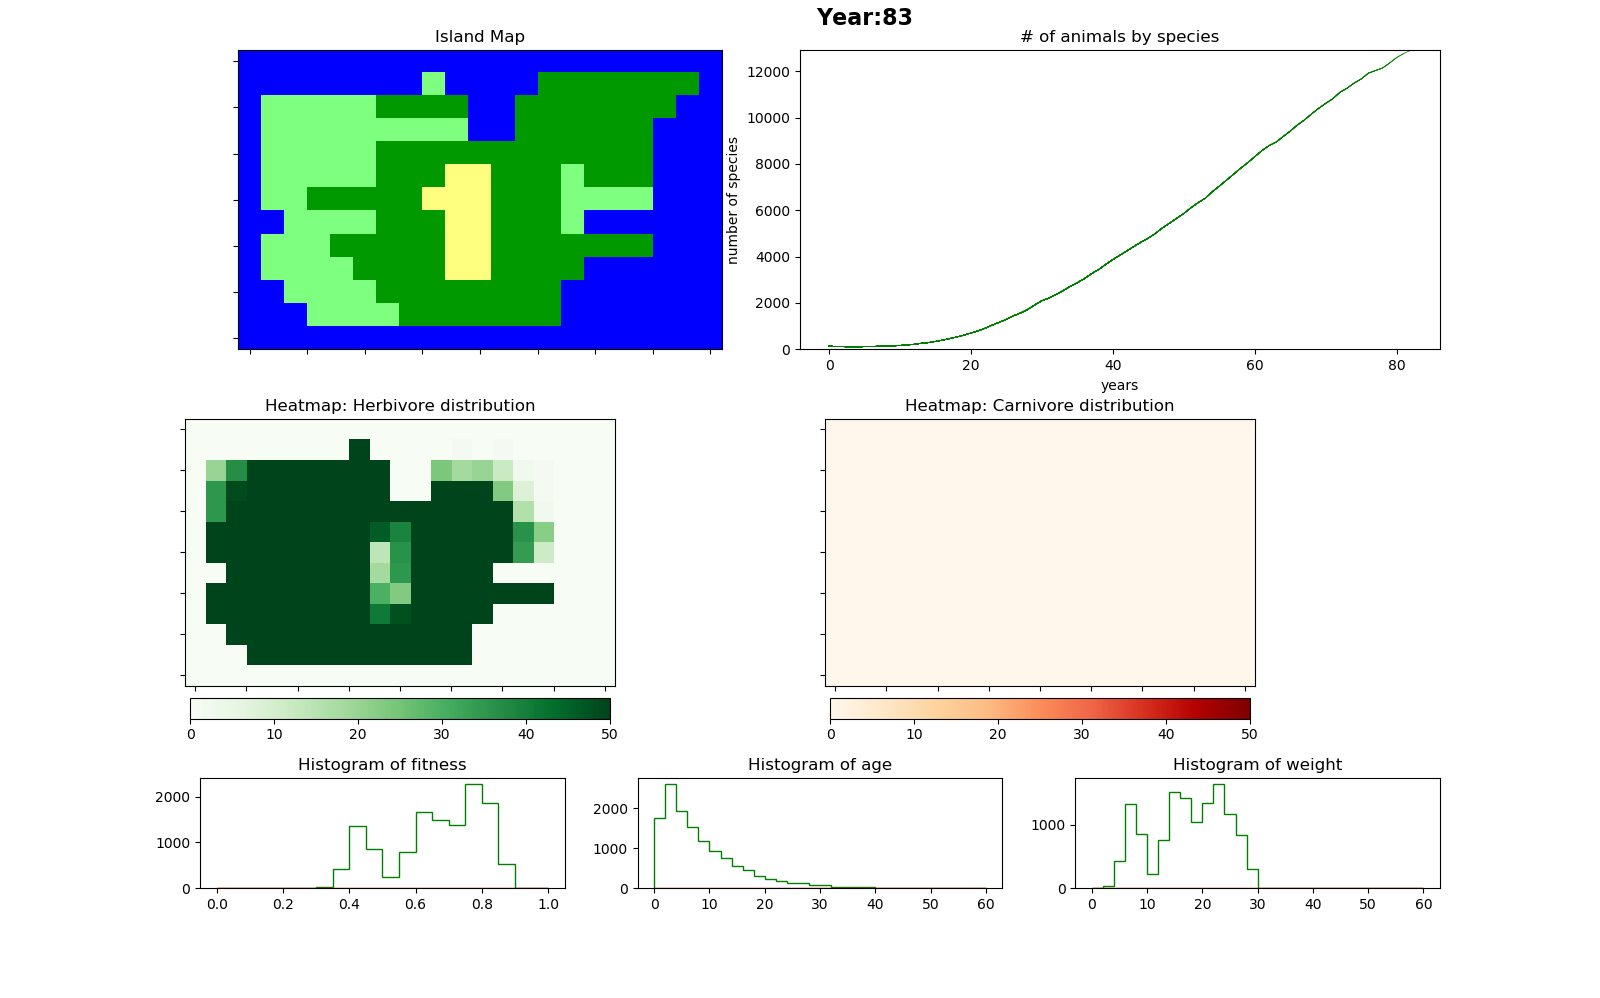 Year:83
Island Map
# of animals by species
number of species
12000
10000
8000
6000
4000
2000
0
0 20 40 60 80
years
Heatmap: Herbivore distribution
Heatmap: Carnivore distribution
0 10 20 30 40 50
0 10 20 30 40 50
Histogram of fitness
Histogram of age
Histogram of weight
2000
1000
0
0.0 0.2 0.4 0.6 0.8 1.0
2000
1000
0
0 10 20 30 40 50 60
1000
0
0 10 20 30 40 50 60